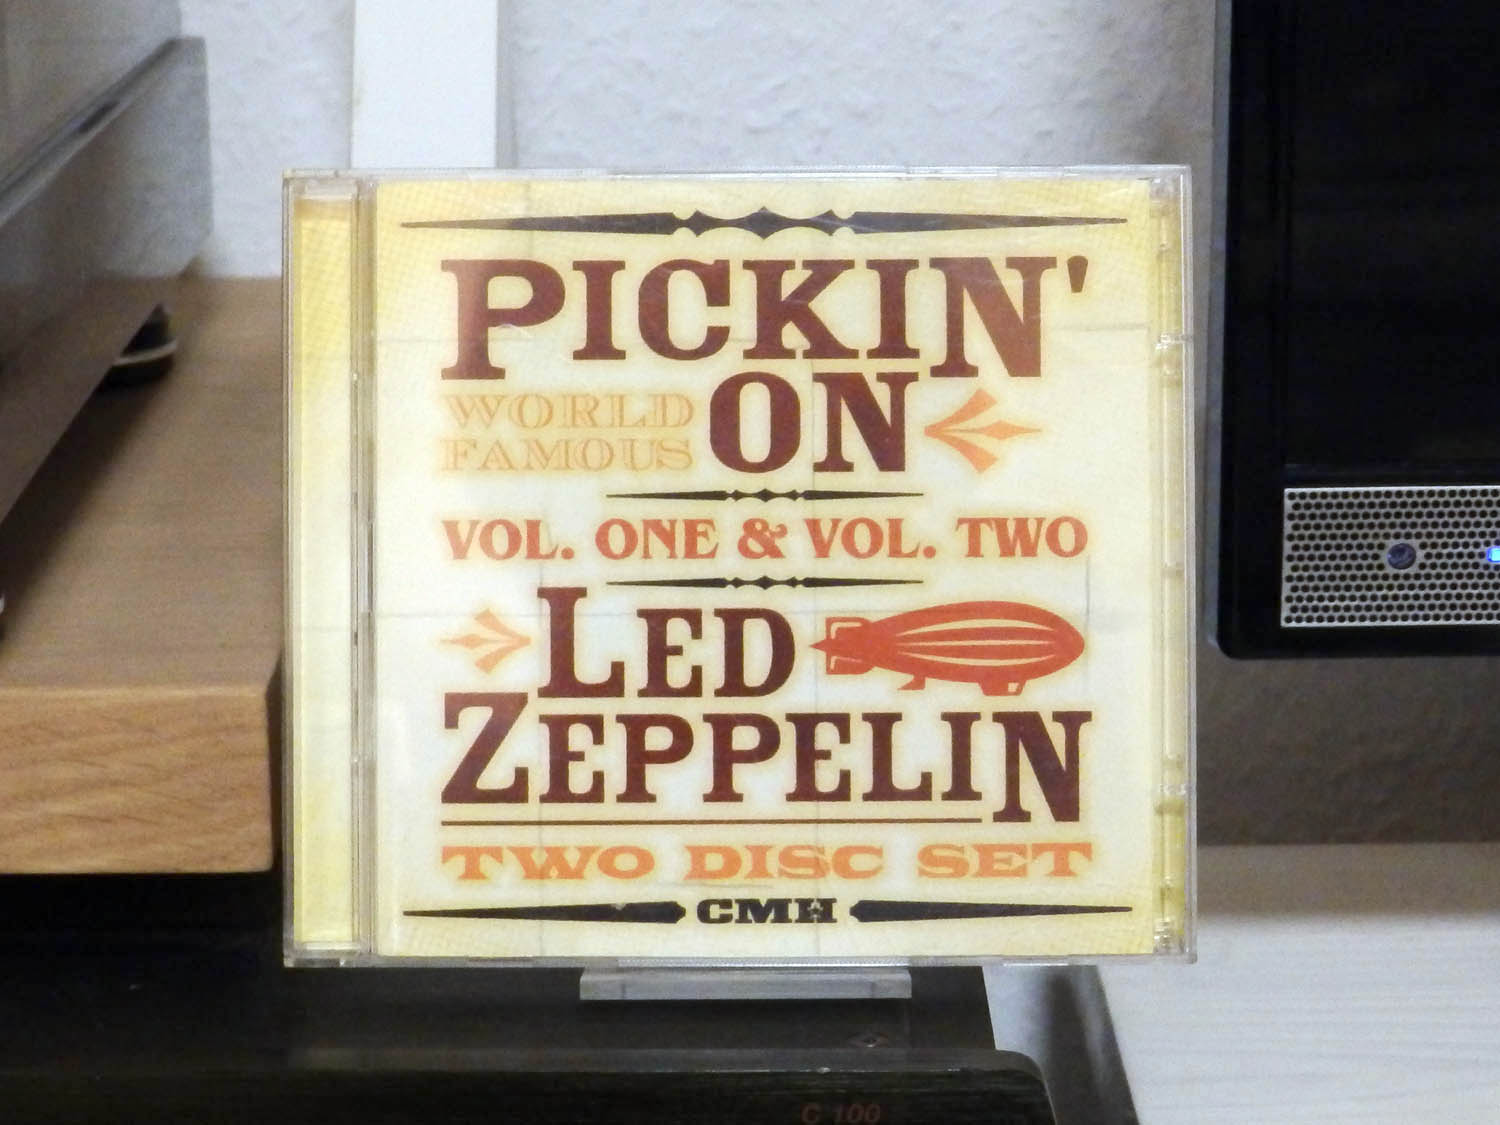 PICKIN'
WORLD
FAMOUS
ON
VOL. ONE & VOL. TWO
LED
ZEPPELIN
TWO DISC SET
CMH
C 100